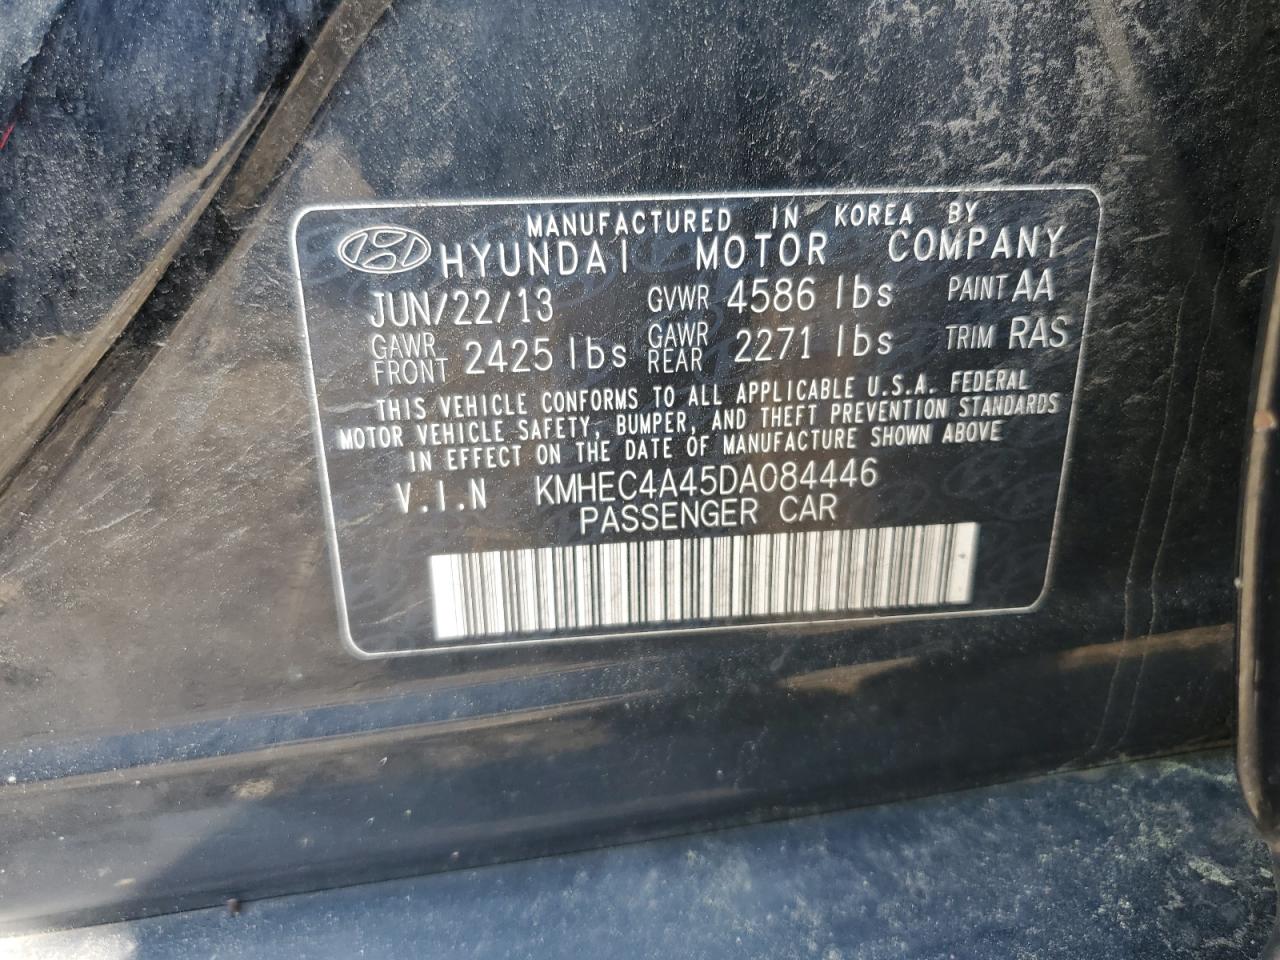 MANUFACTURED IN KOREA BY
HYUNDAI MOTOR COMPANY
JUN/22/13 GVWR 4586 lbs PAINT AA
GAWR FRONT 2425 lbs GAWR REAR 2271 lbs TRIM RAS
THIS VEHICLE CONFORMS TO ALL APPLICABLE U.S.A. FEDERAL
MOTOR VEHICLE SAFETY, BUMPER, AND THEFT PREVENTION STANDARDS
IN EFFECT ON THE DATE OF MANUFACTURE SHOWN ABOVE
V.I.N KMHEC4A45DA084446
PASSENGER CAR